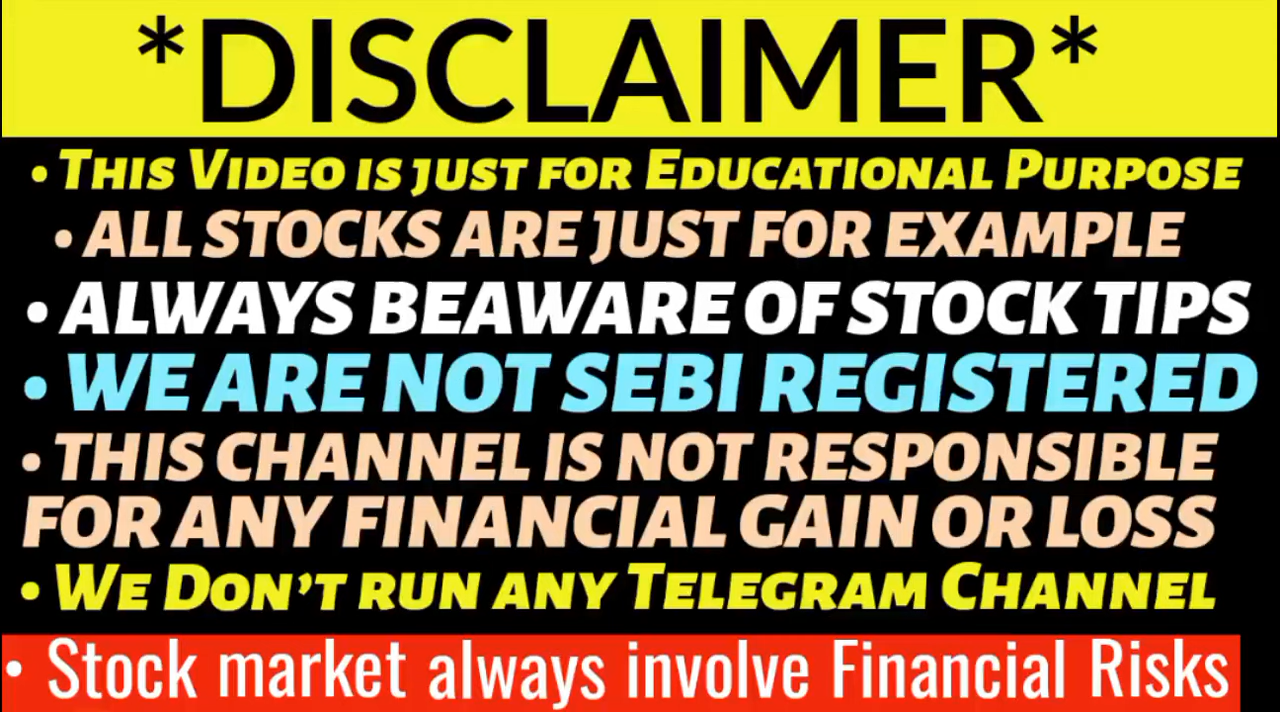 *DISCLAIMER*
• This Video is just for Educational Purpose
• ALL STOCKS ARE JUST FOR EXAMPLE
• ALWAYS BEAWARE OF STOCK TIPS
• WE ARE NOT SEBI REGISTERED
• THIS CHANNEL IS NOT RESPONSIBLE
FOR ANY FINANCIAL GAIN OR LOSS
• We Don’t run any Telegram Channel
• Stock market always involve Financial Risks